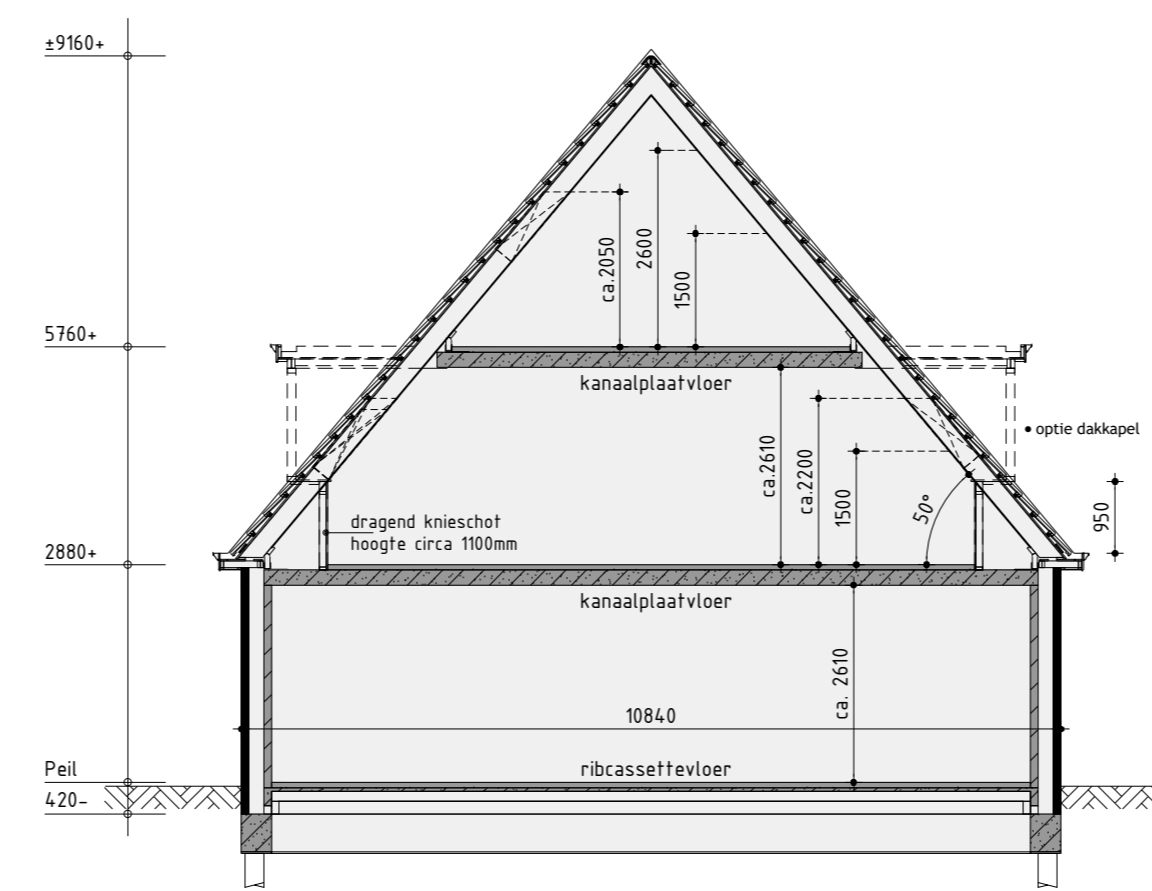 ±9160+
ca.2050
2600
1500
5760+
kanaalplaatvloer
• optie dakkapel
ca.2610
ca.2200
1500
50°
950
dragend knieschot
hoogte circa 1100mm
2880+
kanaalplaatvloer
ca. 2610
10840
Peil
ribcassettevloer
420-